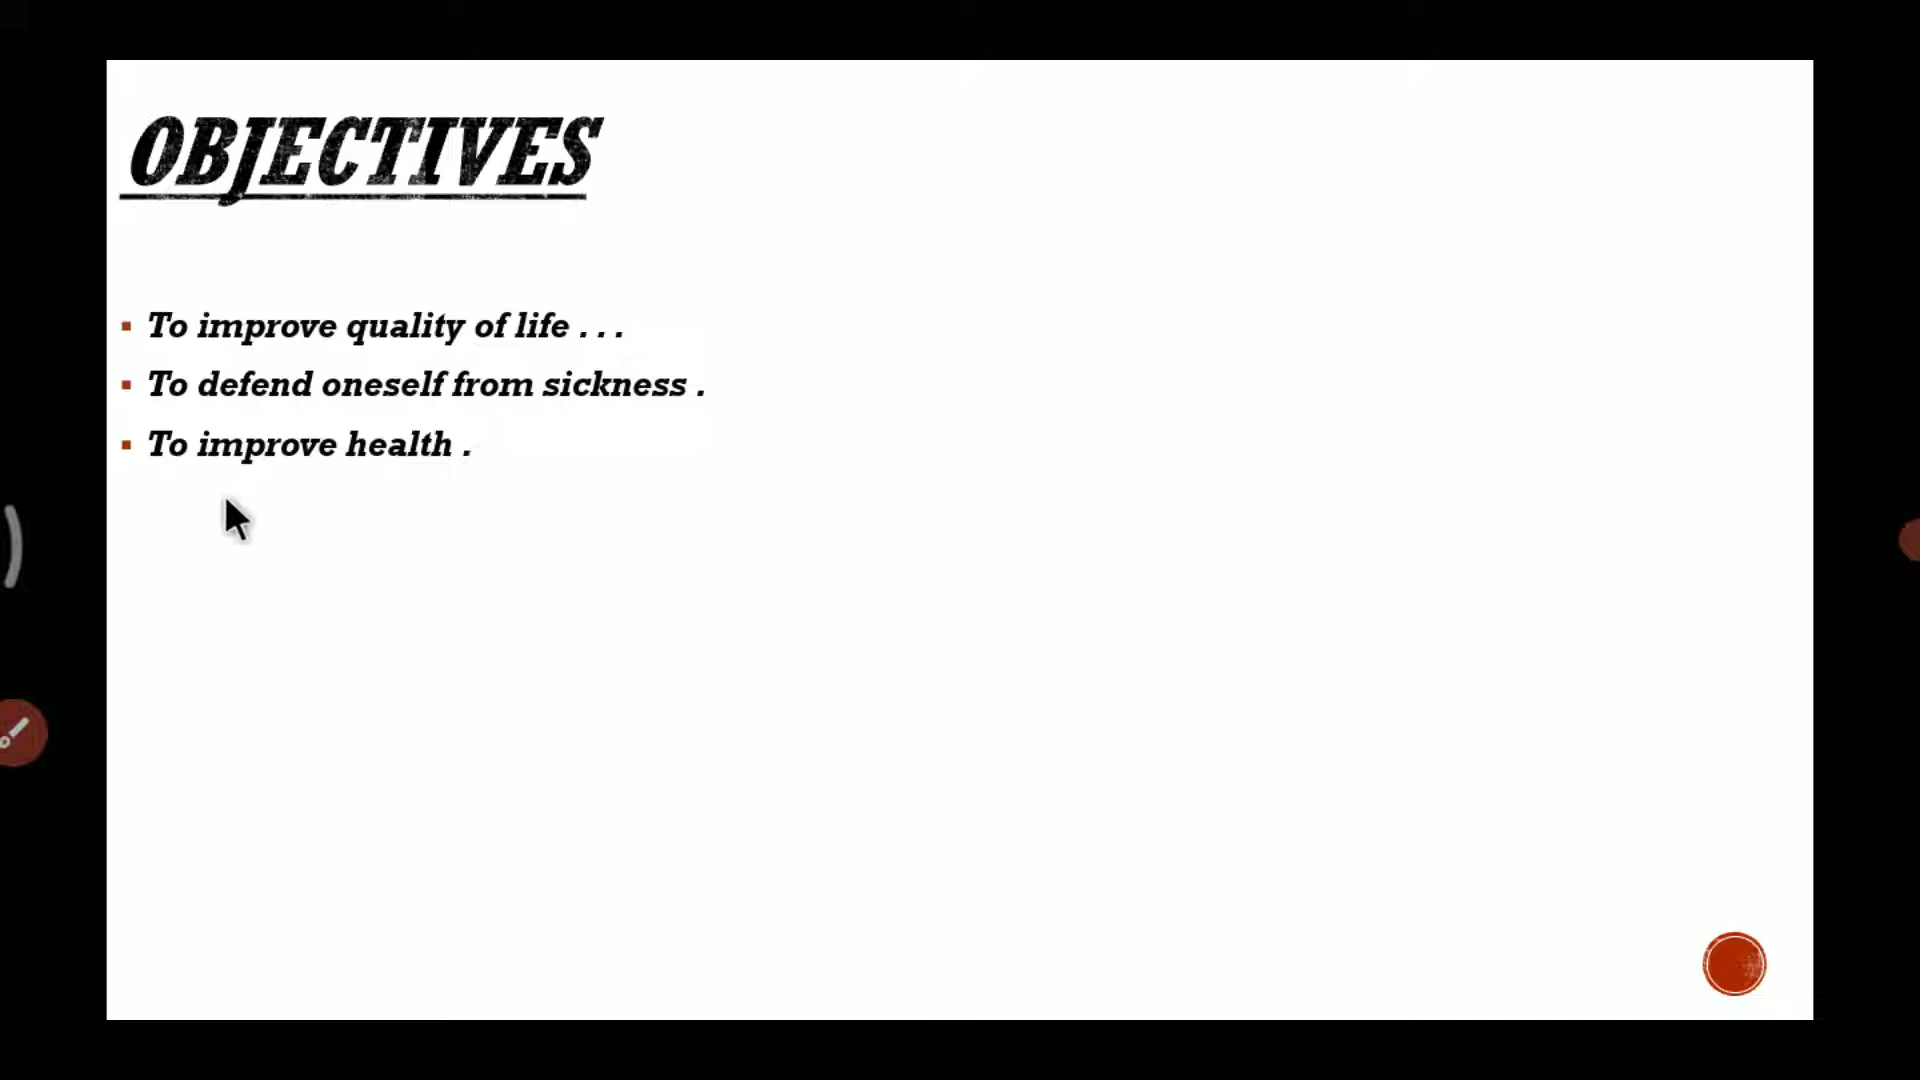 OBJECTIVES
To improve quality of life . . .
To defend oneself from sickness .
To improve health .